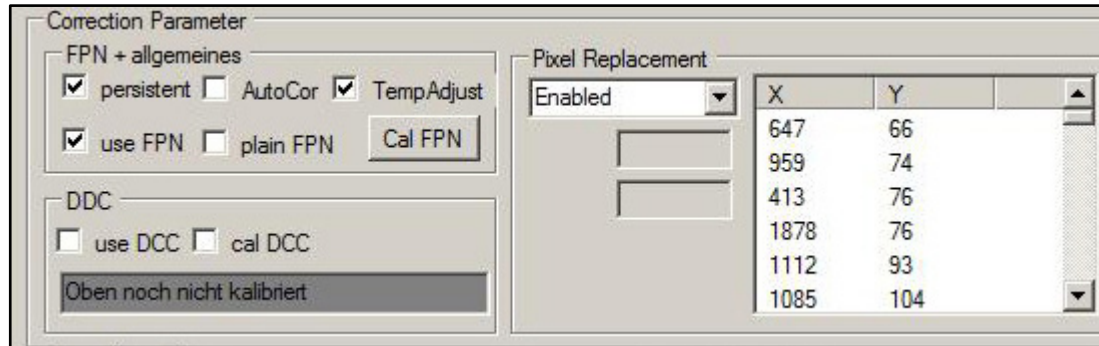 Correction Parameter
FPN + allgemeines
persistent AutoCor TempAdjust
use FPN plain FPN Cal FPN
DDC
use DCC cal DCC
Oben noch nicht kalibriert
Pixel Replacement
Enabled
X Y
647 66
959 74
413 76
1878 76
1112 93
1085 104